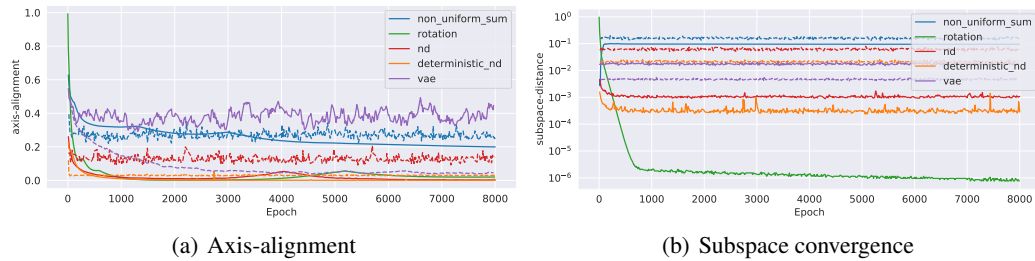 1.0
0.8
0.6
0.4
0.2
0.0
axis-alignment
0 1000 2000 3000 4000 5000 6000 7000 8000
Epoch
non_uniform_sum
rotation
nd
deterministic_nd
vae
(a) Axis-alignment
10⁰
10⁻¹
10⁻²
10⁻³
10⁻⁴
10⁻⁵
10⁻⁶
subspace-distance
0 1000 2000 3000 4000 5000 6000 7000 8000
Epoch
non_uniform_sum
rotation
nd
deterministic_nd
vae
(b) Subspace convergence